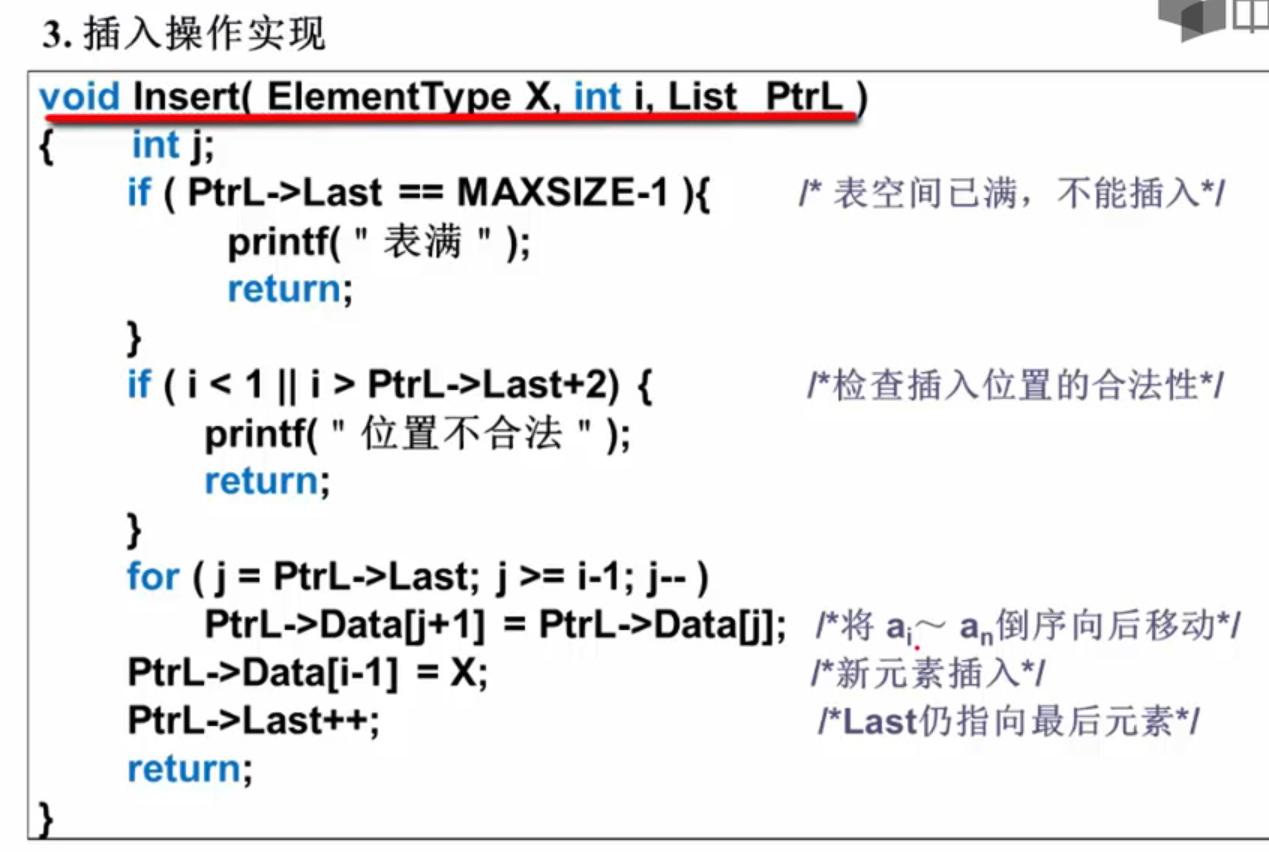 3. 插入操作实现
void Insert( ElementType X, int i, List PtrL )
{ int j;
if ( PtrL->Last == MAXSIZE-1 ){ /* 表空间已满，不能插入*/
printf( " 表满 " );
return;
}
if ( i < 1 || i > PtrL->Last+2) { /*检查插入位置的合法性*/
printf( " 位置不合法 " );
return;
}
for ( j = PtrL->Last; j >= i-1; j-- )
PtrL->Data[j+1] = PtrL->Data[j]; /*将 ai～ an倒序向后移动*/
PtrL->Data[i-1] = X; /*新元素插入*/
PtrL->Last++; /*Last仍指向最后元素*/
return;
}